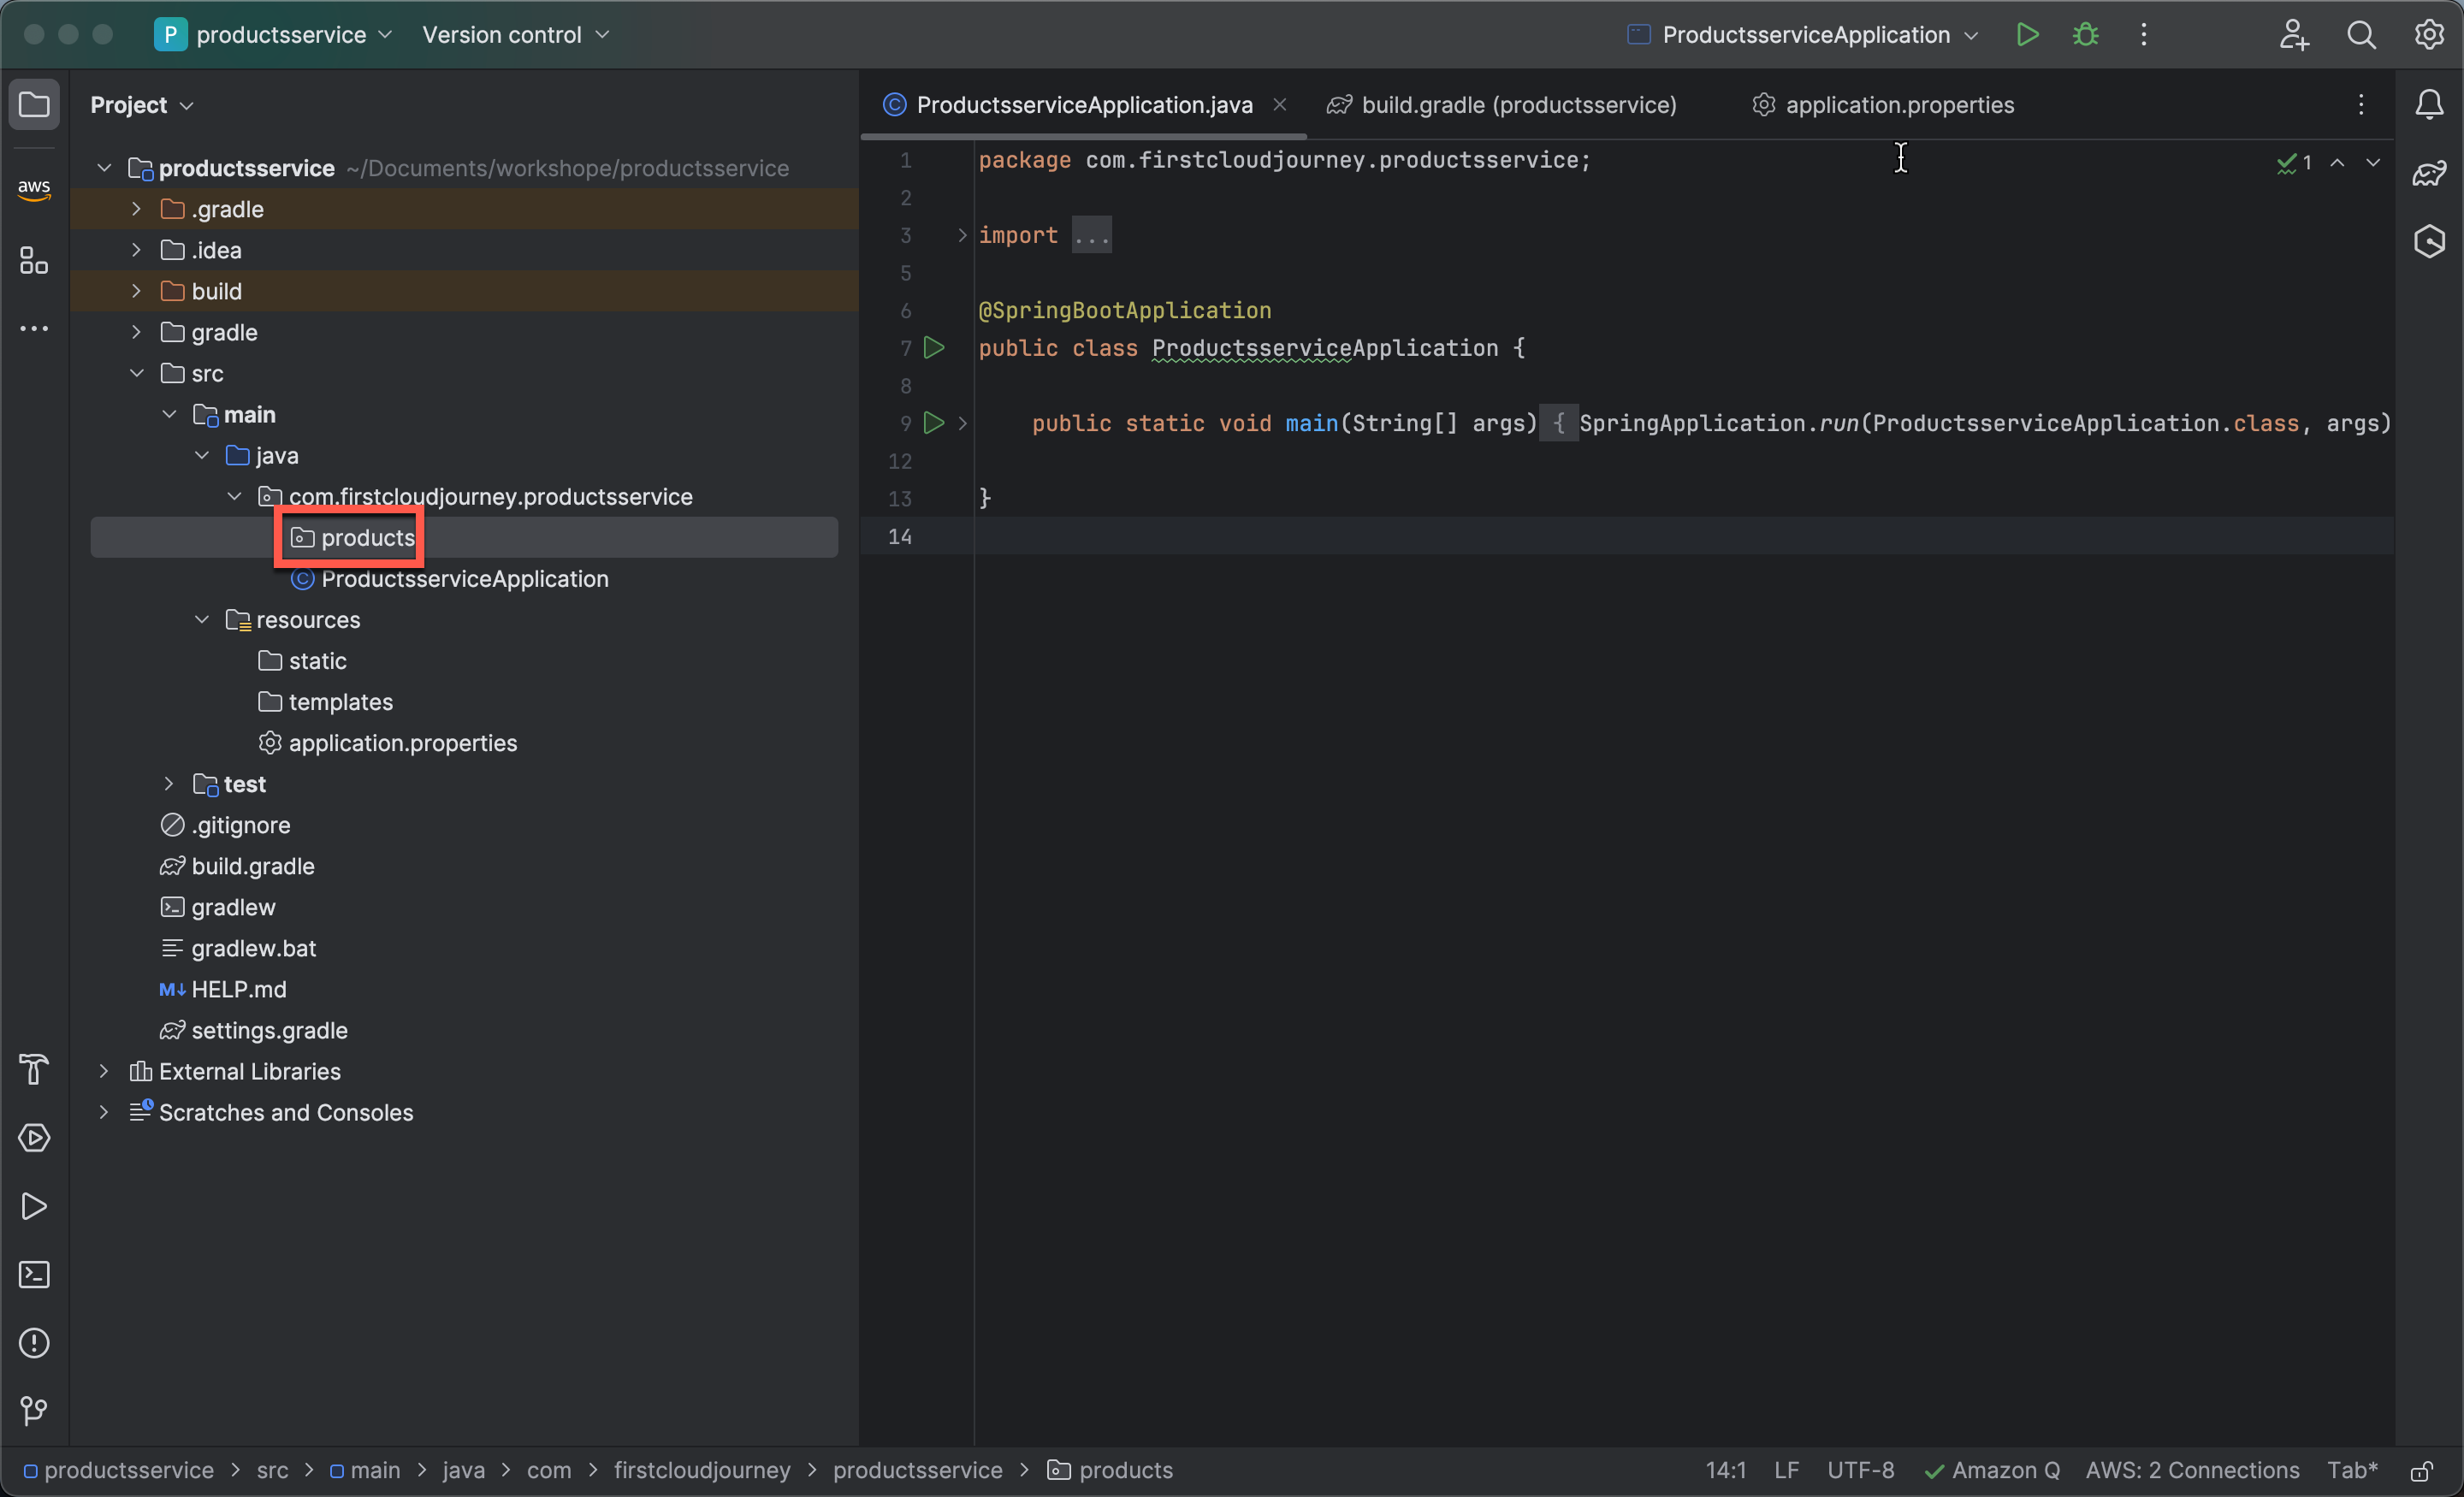 P productsservice Version control ProductsserviceApplication
Project
aws
productsservice ~/Documents/workshope/productsservice
.gradle
.idea
build
gradle
src
main
java
com.firstcloudjourney.productsservice
products
ProductsserviceApplication
resources
static
templates
application.properties
test
.gitignore
build.gradle
gradlew
gradlew.bat
M↓ HELP.md
settings.gradle
External Libraries
Scratches and Consoles
ProductsserviceApplication.java build.gradle (productsservice) application.properties
1 package com.firstcloudjourney.productsservice; 1
2
3 import ...
5
6 @SpringBootApplication
7 public class ProductsserviceApplication {
8
9 public static void main(String[] args) { SpringApplication.run(ProductsserviceApplication.class, args)
12
13 }
14
productsservice > src > main > java > com > firstcloudjourney > productsservice > products 14:1 LF UTF-8 Amazon Q AWS: 2 Connections Tab*